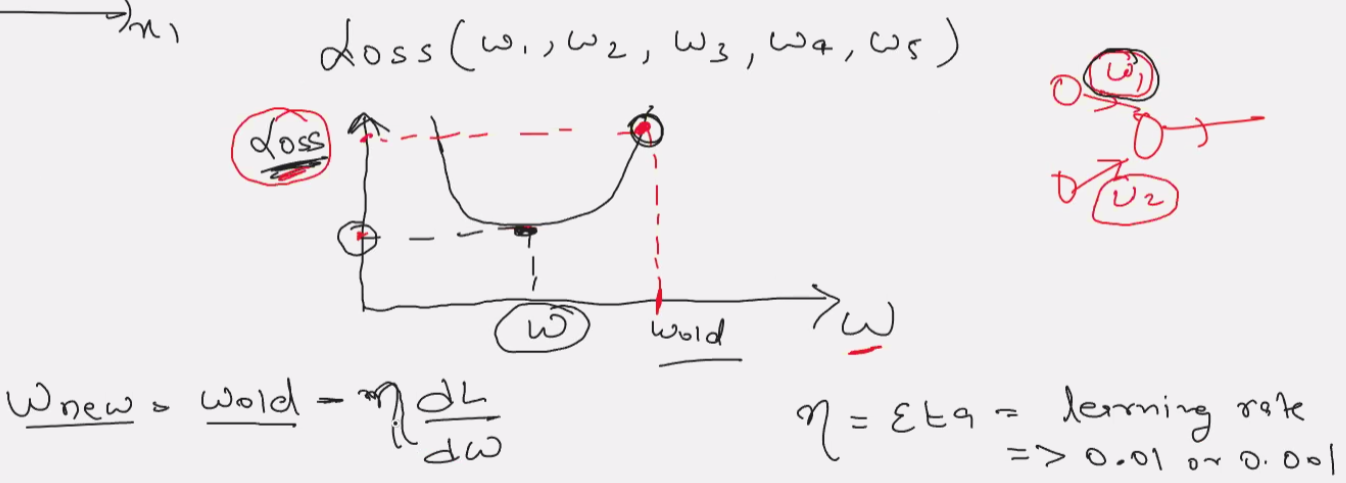 x₁
Loss(w₁, w₂, w₃, w₄, w₅)
w₁
Loss
w₂
w
wold
w
wnew = wold - η dL/dw
η = Eta = learning rate
=> 0.01 or 0.001